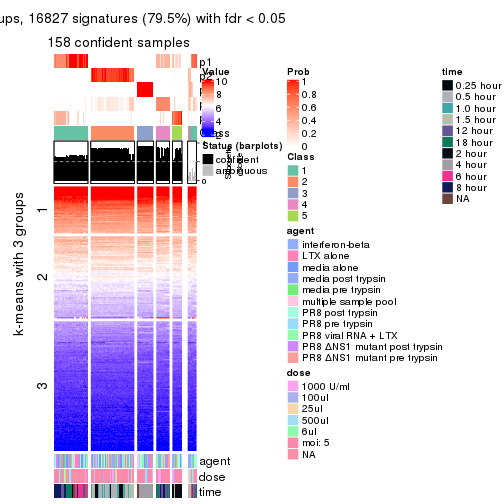 ups, 16827 signatures (79.5%) with fdr < 0.05
158 confident samples
p1
Value
10
8
6
4
Class
Status (barplots)
confident
ambiguous
0
k-means with 3 groups
1
2
3
agent
dose
time
Prob
1
0.8
0.6
0.4
0.2
0
Class
1
2
3
4
5
agent
interferon-beta
LTX alone
media alone
media post trypsin
media pre trypsin
multiple sample pool
PR8 post trypsin
PR8 pre trypsin
PR8 viral RNA + LTX
PR8 ΔNS1 mutant post trypsin
PR8 ΔNS1 mutant pre trypsin
dose
1000 U/ml
100ul
25ul
500ul
6ul
moi: 5
NA
time
0.25 hour
0.5 hour
1.0 hour
1.5 hour
12 hour
18 hour
2 hour
4 hour
6 hour
8 hour
NA